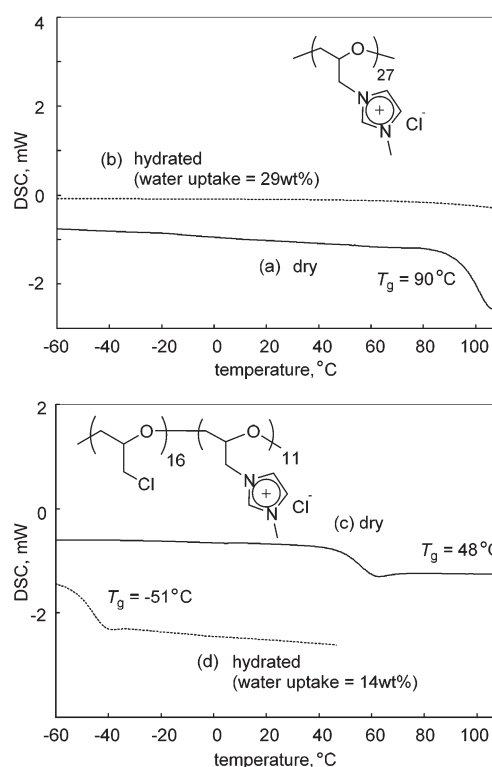 4
2
0
-2
DSC, mW
( O )
27
N
+
N
Cl-
(b) hydrated
(water uptake = 29wt%)
(a) dry
Tg = 90°C
-60 -40 -20 0 20 40 60 80 100
temperature, °C
2
0
-2
DSC, mW
( O ) ( O )
16 11
Cl
N
+
N
Cl-
(c) dry
Tg = 48°C
Tg = -51°C
(d) hydrated
(water uptake = 14wt%)
-60 -40 -20 0 20 40 60 80 100
temperature, °C